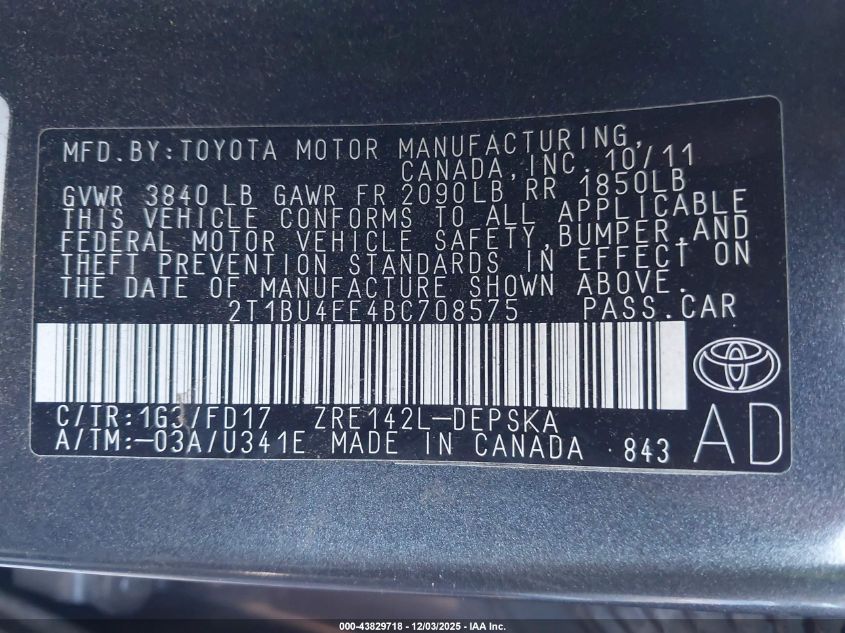 MFD.BY:TOYOTA MOTOR MANUFACTURING,
CANADA,INC. 10/11
GVWR 3840 LB GAWR FR 2090LB RR 1850LB
THIS VEHICLE CONFORMS TO ALL APPLICABLE
FEDERAL MOTOR VEHICLE SAFETY,BUMPER,AND
THEFT PREVENTION STANDARDS IN EFFECT ON
THE DATE OF MANUFACTURE SHOWN ABOVE.
2T1BU4EE4BC708575 PASS.CAR
C/TR:1G3/FD17 ZRE142L-DEPSKA
A/TM:-03A/U341E MADE IN CANADA 843
AD
000-43829718 - 12/03/2025 - IAA Inc.